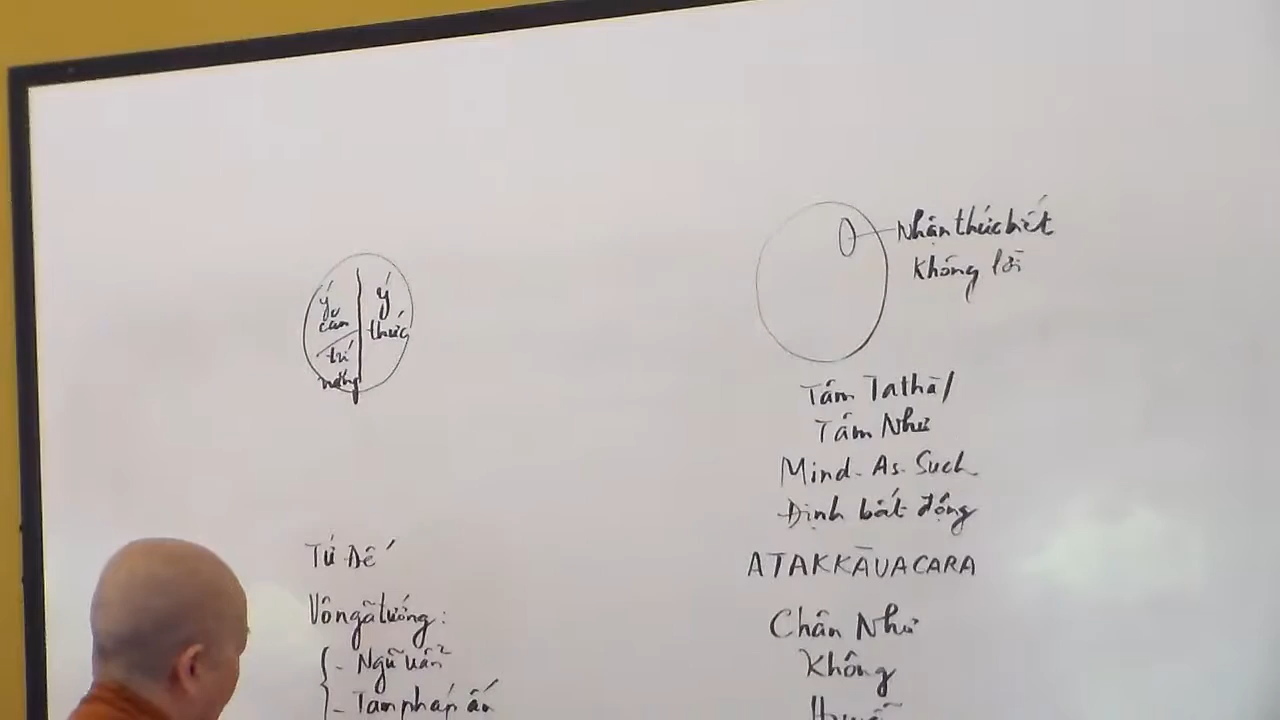 ý
căn
trí
năng
ý
thức
Tứ Đế
Vô ngã tướng:
- Ngũ uẩn
- Tam pháp ấn
Nhận thức biết
không lời
Tâm Tathā/
Tâm Như
Mind-As-Such
Định bất động
ATAKKĀVACARA
Chân Như
Không